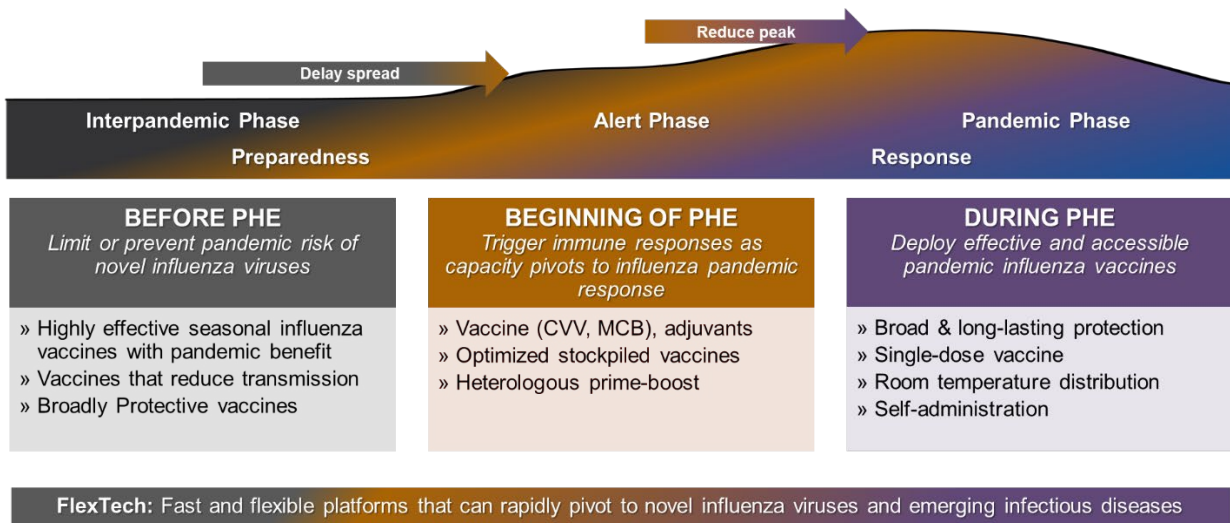 Reduce peak
Delay spread
Interpandemic Phase
Alert Phase
Pandemic Phase
Preparedness
Response
BEFORE PHE
Limit or prevent pandemic risk of
novel influenza viruses
» Highly effective seasonal influenza
vaccines with pandemic benefit
» Vaccines that reduce transmission
» Broadly Protective vaccines
BEGINNING OF PHE
Trigger immune responses as
capacity pivots to influenza pandemic
response
» Vaccine (CVV, MCB), adjuvants
» Optimized stockpiled vaccines
» Heterologous prime-boost
DURING PHE
Deploy effective and accessible
pandemic influenza vaccines
» Broad & long-lasting protection
» Single-dose vaccine
» Room temperature distribution
» Self-administration
FlexTech: Fast and flexible platforms that can rapidly pivot to novel influenza viruses and emerging infectious diseases